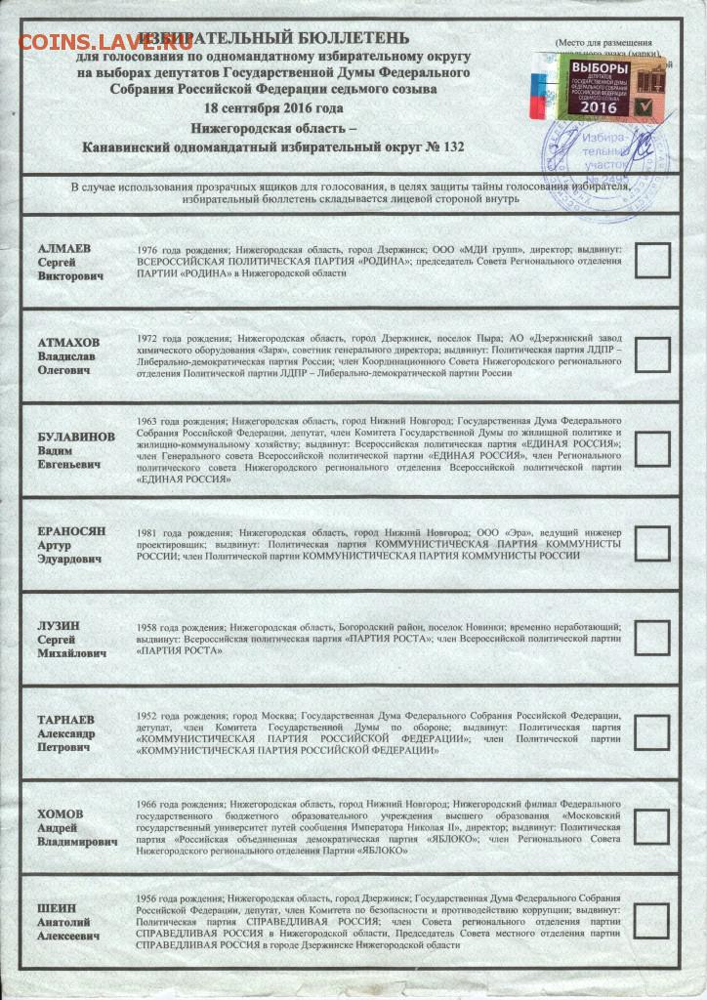 COINS.LAVE.RU
ИЗБИРАТЕЛЬНЫЙ БЮЛЛЕТЕНЬ
для голосования по одномандатному избирательному округу
на выборах депутатов Государственной Думы Федерального
Собрания Российской Федерации седьмого созыва
18 сентября 2016 года
Нижегородская область –
Канавинский одномандатный избирательный округ № 132
(Место для размещения
знака (марки),
ВЫБОРЫ
ДЕПУТАТОВ
ГОСУДАРСТВЕННОЙ ДУМЫ
ФЕДЕРАЛЬНОГО СОБРАНИЯ
РОССИЙСКОЙ ФЕДЕРАЦИИ
СЕДЬМОГО СОЗЫВА
2016
Избира-
тельный
участок
№ 2495
В случае использования прозрачных ящиков для голосования, в целях защиты тайны голосования избирателя,
избирательный бюллетень складывается лицевой стороной внутрь
АЛМАЕВ
Сергей
Викторович
1976 года рождения; Нижегородская область, город Дзержинск; ООО «МДИ групп», директор; выдвинут:
ВСЕРОССИЙСКАЯ ПОЛИТИЧЕСКАЯ ПАРТИЯ «РОДИНА»; председатель Совета Регионального отделения
ПАРТИИ «РОДИНА» в Нижегородской области
АТМАХОВ
Владислав
Олегович
1972 года рождения; Нижегородская область, город Дзержинск, поселок Пыра; АО «Дзержинский завод
химического оборудования «Заря», советник генерального директора; выдвинут: Политическая партия ЛДПР –
Либерально-демократическая партия России; член Координационного Совета Нижегородского регионального
отделения Политической партии ЛДПР – Либерально-демократической партии России
БУЛАВИНОВ
Вадим
Евгеньевич
1963 года рождения; Нижегородская область, город Нижний Новгород; Государственная Дума Федерального
Собрания Российской Федерации, депутат, член Комитета Государственной Думы по жилищной политике и
жилищно-коммунальному хозяйству; выдвинут: Всероссийская политическая партия «ЕДИНАЯ РОССИЯ»;
член Генерального совета Всероссийской политической партии «ЕДИНАЯ РОССИЯ», член Регионального
политического совета Нижегородского регионального отделения Всероссийской политической партии
«ЕДИНАЯ РОССИЯ»
ЕРАНОСЯН
Артур
Эдуардович
1981 года рождения; Нижегородская область, город Нижний Новгород; ООО «Эра», ведущий инженер
проектировщик; выдвинут: Политическая партия КОММУНИСТИЧЕСКАЯ ПАРТИЯ КОММУНИСТЫ
РОССИИ; член Политической партии КОММУНИСТИЧЕСКАЯ ПАРТИЯ КОММУНИСТЫ РОССИИ
ЛУЗИН
Сергей
Михайлович
1958 года рождения; Нижегородская область, Богородский район, поселок Новинки; временно неработающий;
выдвинут: Всероссийская политическая партия «ПАРТИЯ РОСТА»; член Всероссийской политической партии
«ПАРТИЯ РОСТА»
ТАРНАЕВ
Александр
Петрович
1952 года рождения; город Москва; Государственная Дума Федерального Собрания Российской Федерации,
депутат, член Комитета Государственной Думы по обороне; выдвинут: Политическая партия
«КОММУНИСТИЧЕСКАЯ ПАРТИЯ РОССИЙСКОЙ ФЕДЕРАЦИИ»; член Политической партии
«КОММУНИСТИЧЕСКАЯ ПАРТИЯ РОССИЙСКОЙ ФЕДЕРАЦИИ»
ХОМОВ
Андрей
Владимирович
1966 года рождения; Нижегородская область, город Нижний Новгород; Нижегородский филиал Федерального
государственного бюджетного образовательного учреждения высшего образования «Московский
государственный университет путей сообщения Императора Николая II», директор; выдвинут: Политическая
партия «Российская объединенная демократическая партия «ЯБЛОКО»; член Регионального Совета
Нижегородского регионального отделения Партии «ЯБЛОКО»
ШЕИН
Анатолий
Алексеевич
1956 года рождения; Нижегородская область, город Дзержинск; Государственная Дума Федерального Собрания
Российской Федерации, депутат, член Комитета по безопасности и противодействию коррупции; выдвинут:
Политическая партия СПРАВЕДЛИВАЯ РОССИЯ; член Совета регионального отделения партии
СПРАВЕДЛИВАЯ РОССИЯ в Нижегородской области, Председатель Совета местного отделения партии
СПРАВЕДЛИВАЯ РОССИЯ в городе Дзержинске Нижегородской области